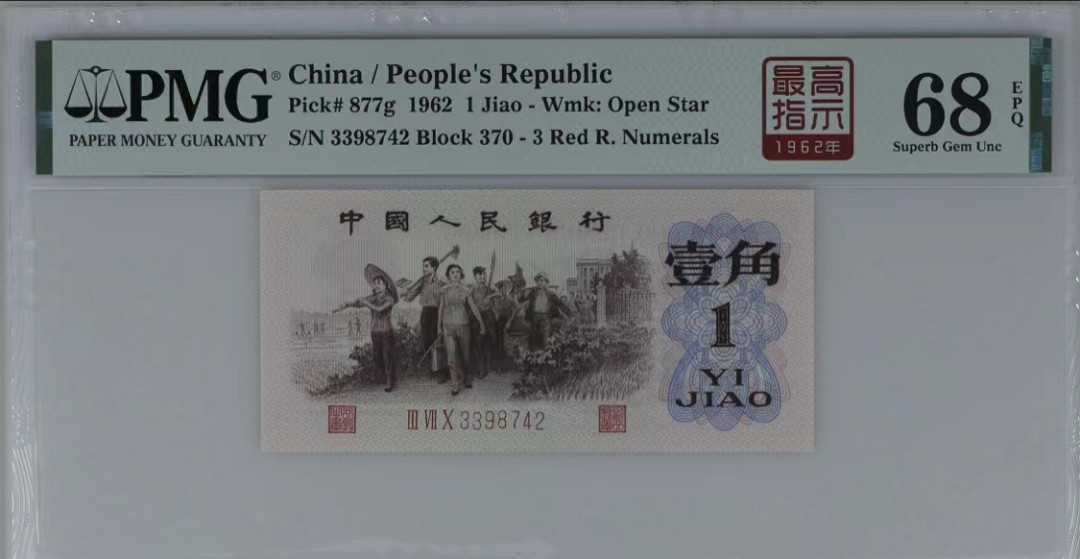 PMG®
PAPER MONEY GUARANTY
China / People's Republic
Pick# 877g 1962 1 Jiao - Wmk: Open Star
S/N 3398742 Block 370 - 3 Red R. Numerals
最高
指示
1962年
68
EPQ
Superb Gem Unc
中國人民銀行
壹角
1
YI
JIAO
III VII X 3398742